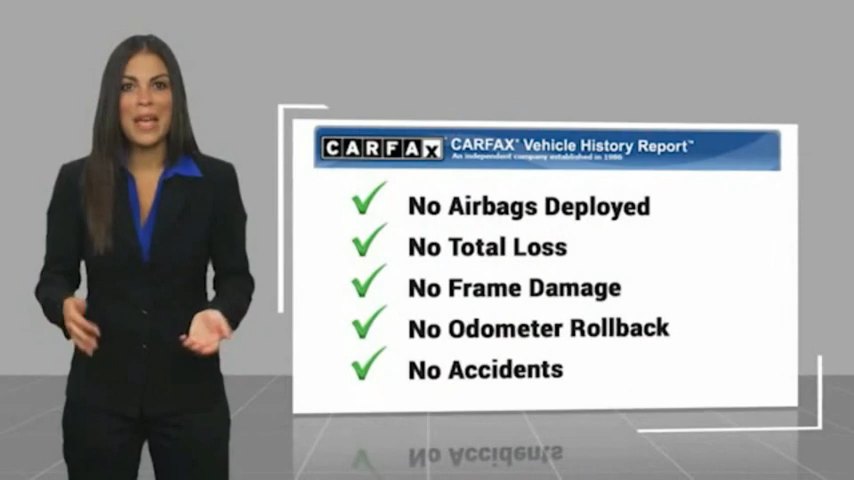 CARFAX CARFAX® Vehicle History Report™
An independent company established in 1986
No Airbags Deployed
No Total Loss
No Frame Damage
No Odometer Rollback
No Accidents
No Accidents